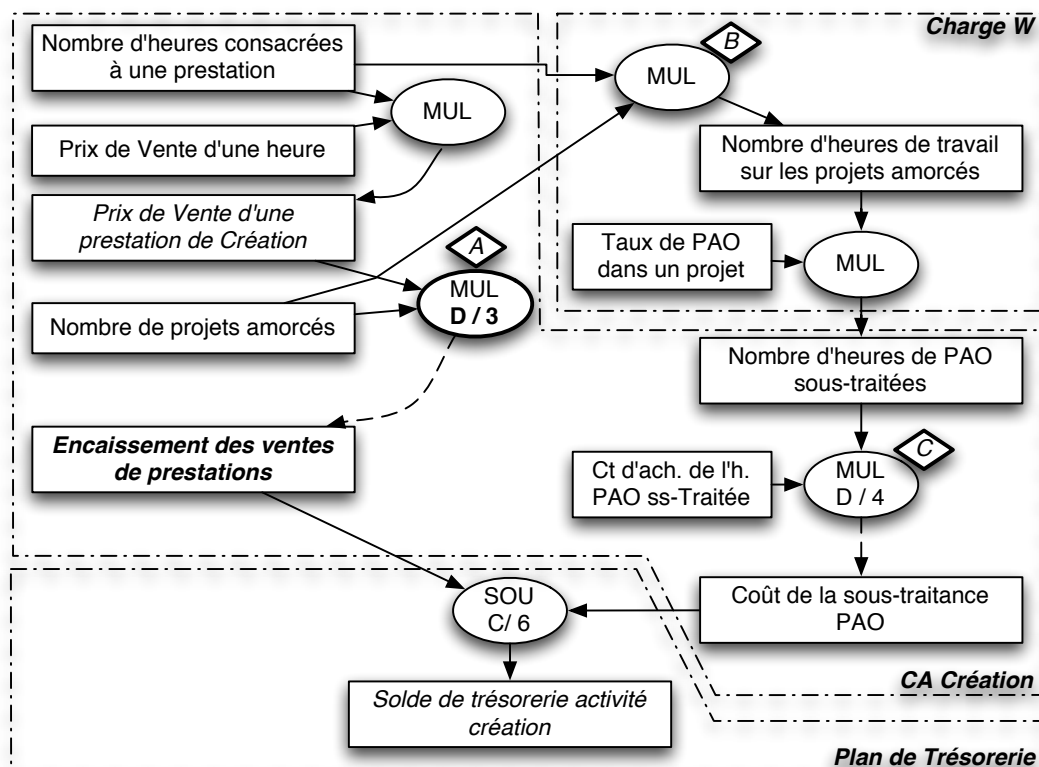 Nombre d'heures consacrées
à une prestation
MUL
Prix de Vente d'une heure
Prix de Vente d'une
prestation de Création
A
MUL
D / 3
Nombre de projets amorcés
Encaissement des ventes
de prestations
Charge W
B
MUL
Nombre d'heures de travail
sur les projets amorcés
Taux de PAO
dans un projet
MUL
Nombre d'heures de PAO
sous-traitées
C
Ct d'ach. de l'h.
PAO ss-Traitée
MUL
D / 4
SOU
C/ 6
Coût de la sous-traitance
PAO
CA Création
Solde de trésorerie activité
création
Plan de Trésorerie